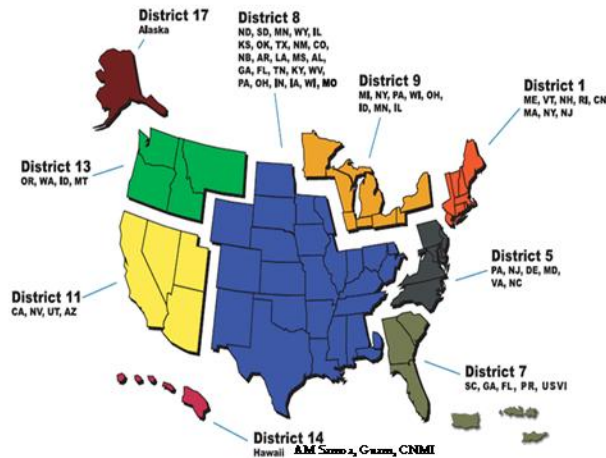 District 17
Alaska
District 8
ND, SD, MN, WY, IL
KS, OK, TX, NM, CO,
NB, AR, LA, MS, AL,
GA, FL, TN, KY, WV,
PA, OH, IN, IA, WI, MO
District 9
MI, NY, PA, WI, OH,
ID, MN, IL
District 1
ME, VT, NH, RI, CN
MA, NY, NJ
District 13
OR, WA, ID, MT
District 5
PA, NJ, DE, MD,
VA, NC
District 11
CA, NV, UT, AZ
District 7
SC, GA, FL, PR, USVI
District 14
Hawaii AM Samoa, Guam, CNMI